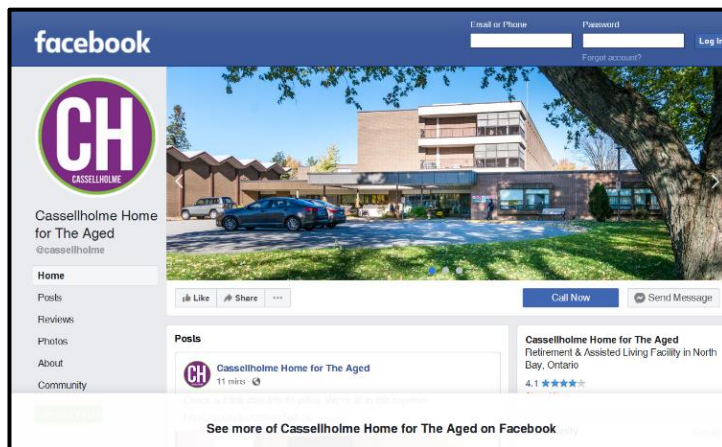 facebook
Email or Phone
Password
Log In
Forgot account?
CH
CASSELLHOLME
Cassellholme Home
for The Aged
@cassellholme
Home
Posts
Reviews
Photos
About
Community
Like
Share
Call Now
Send Message
Posts
CH
Cassellholme Home for The Aged
11 mins
Cassellholme Home for The Aged
Retirement & Assisted Living Facility in North
Bay, Ontario
4.1
See more of Cassellholme Home for The Aged on Facebook